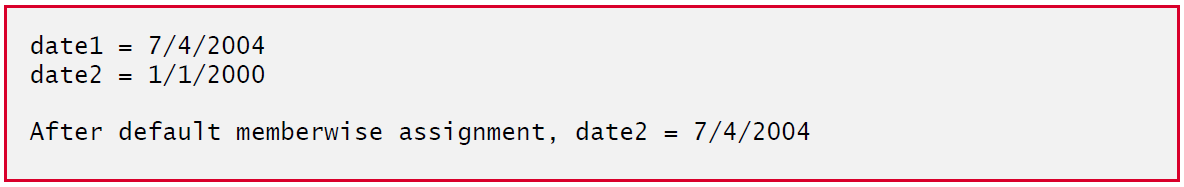 date1 = 7/4/2004
date2 = 1/1/2000
After default memberwise assignment, date2 = 7/4/2004